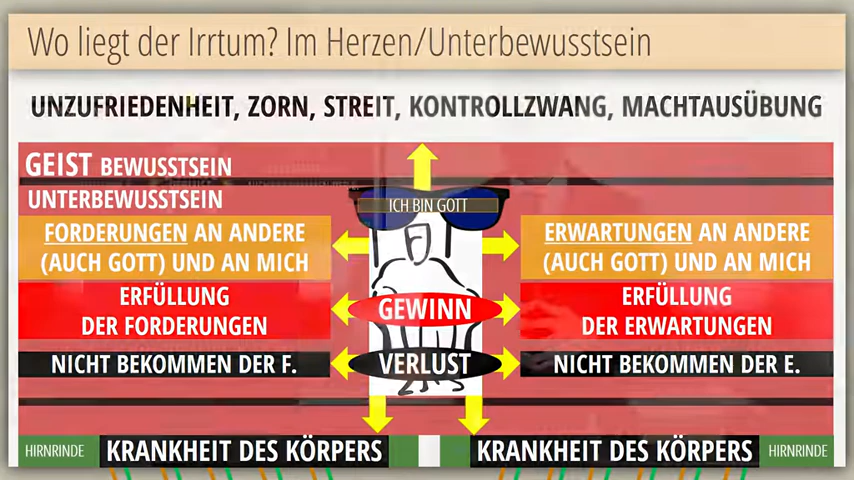 Wo liegt der Irrtum? Im Herzen/Unterbewusstsein
UNZUFRIEDENHEIT, ZORN, STREIT, KONTROLLZWANG, MACHTAUSÜBUNG
GEIST BEWUSSTSEIN
UNTERBEWUSSTSEIN
ICH BIN GOTT
FORDERUNGEN AN ANDERE
(AUCH GOTT) UND AN MICH
ERWARTUNGEN AN ANDERE
(AUCH GOTT) UND AN MICH
ERFÜLLUNG
DER FORDERUNGEN
GEWINN
ERFÜLLUNG
DER ERWARTUNGEN
NICHT BEKOMMEN DER F.
VERLUST
NICHT BEKOMMEN DER E.
HIRNRINDE
KRANKHEIT DES KÖRPERS
KRANKHEIT DES KÖRPERS
HIRNRINDE